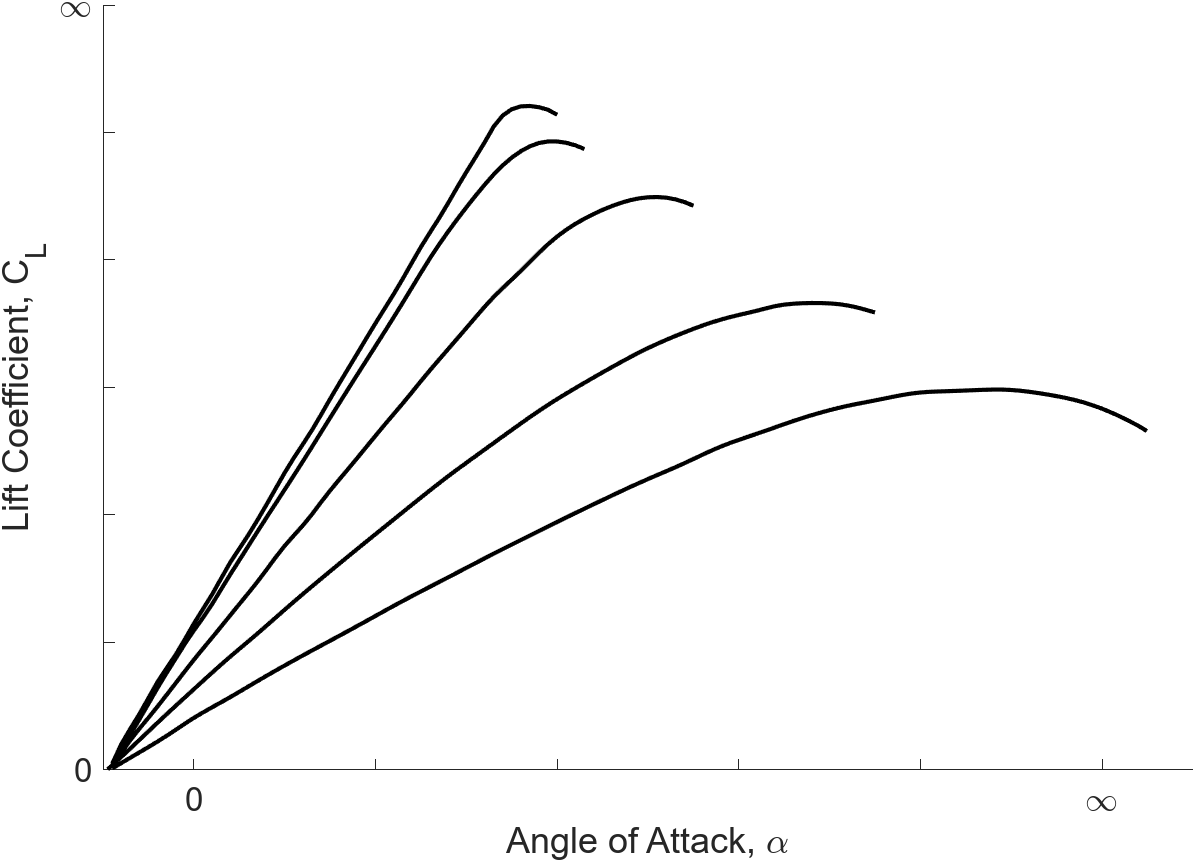 ∞
Lift Coefficient, C_L
0
0
∞
Angle of Attack, α